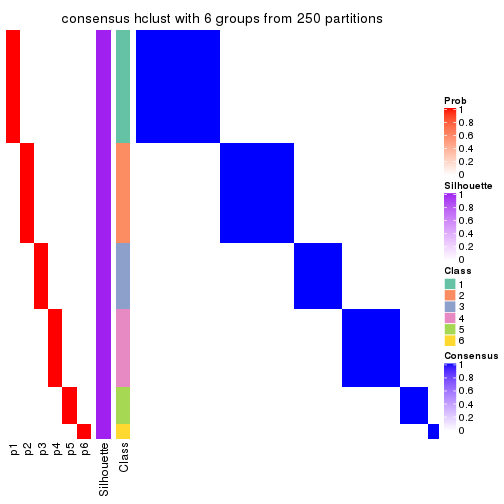 consensus hclust with 6 groups from 250 partitions
p1
p2
p3
p4
p5
p6
Silhouette
Class
Prob
1
0.8
0.6
0.4
0.2
0
Silhouette
1
0.8
0.6
0.4
0.2
0
Class
1
2
3
4
5
6
Consensus
1
0.8
0.6
0.4
0.2
0